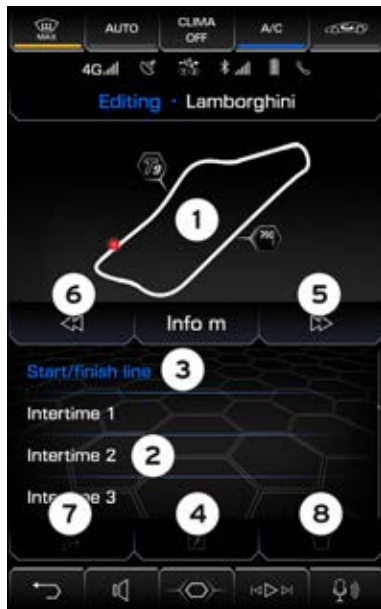 MAX
AUTO
CLIMA
OFF
A/C
4G
Editing · Lamborghini
T9
1
6
5
Info m
Start/finish line
3
Intertime 1
Intertime 2
2
7
4
8